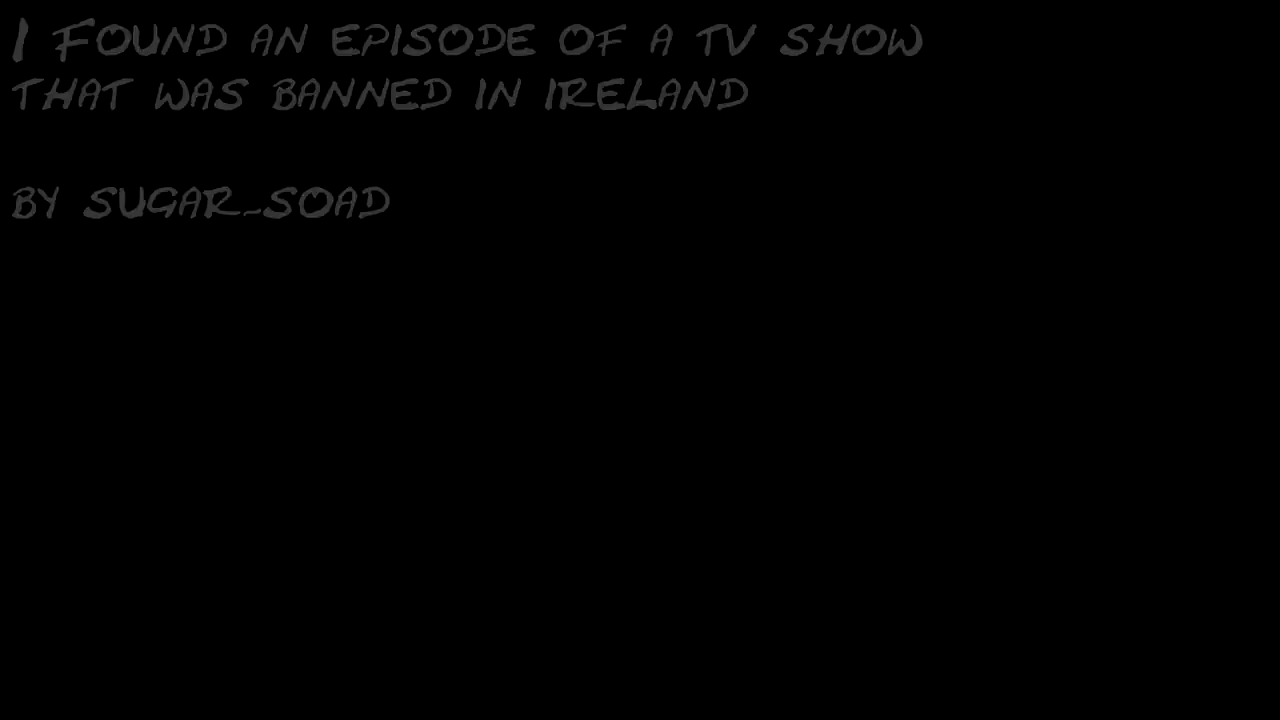 I FOUND AN EPISODE OF A TV SHOW
THAT WAS BANNED IN IRELAND
BY SUGAR_SOAD